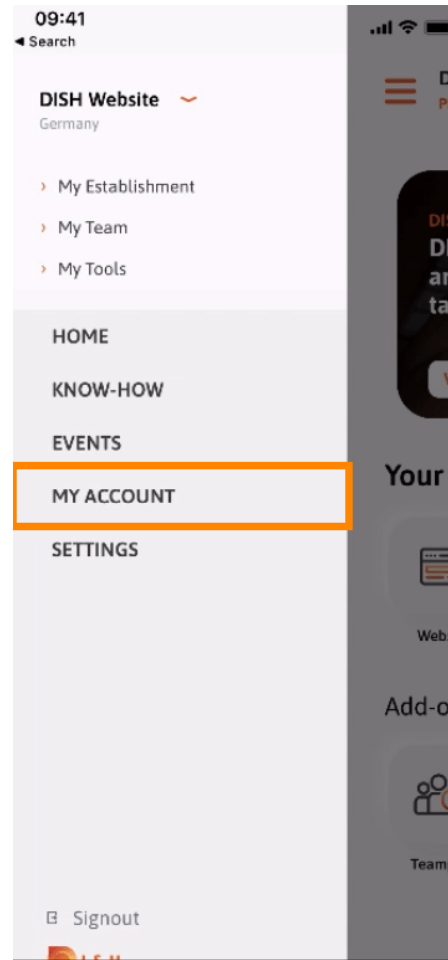 09:41
◀ Search
DISH Website
Germany
› My Establishment
› My Team
› My Tools
HOME
KNOW-HOW
EVENTS
MY ACCOUNT
SETTINGS
Signout
Your
Add-o